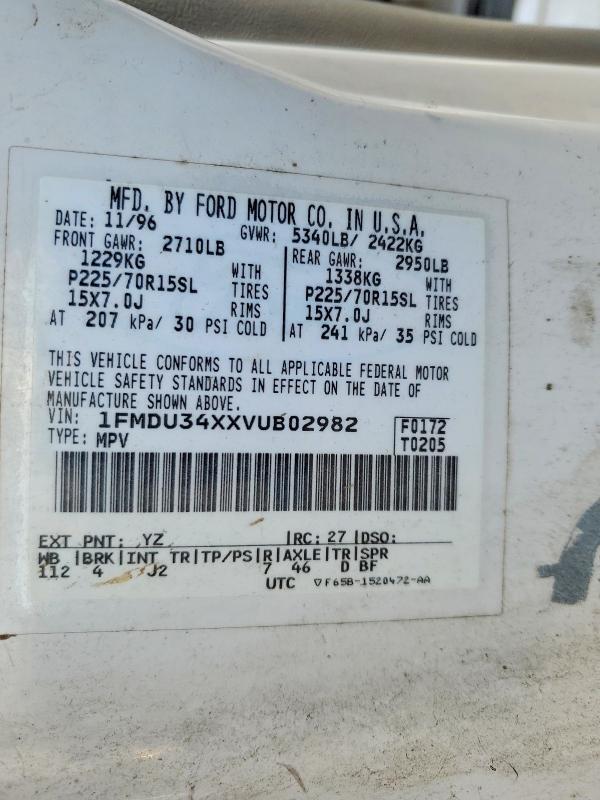 MFD. BY FORD MOTOR CO. IN U.S.A.
DATE: 11/96 GVWR: 5340LB/ 2422KG
FRONT GAWR: 2710LB REAR GAWR: 2950LB
1229KG WITH 1338KG WITH
P225/70R15SL TIRES P225/70R15SL TIRES
15X7.0J RIMS 15X7.0J RIMS
AT 207 kPa/ 30 PSI COLD AT 241 kPa/ 35 PSI COLD
THIS VEHICLE CONFORMS TO ALL APPLICABLE FEDERAL MOTOR
VEHICLE SAFETY STANDARDS IN EFFECT ON THE DATE OF
MANUFACTURE SHOWN ABOVE.
VIN: 1FMDU34XXVUB02982 F0172
TYPE: MPV T0205
EXT PNT: YZ |RC: 27 |DSO:
WB |BRK|INT TR|TP/PS|R|AXLE|TR|SPR
112 4 J2 7 46 D BF
UTC ▽F65B-1520472-AA